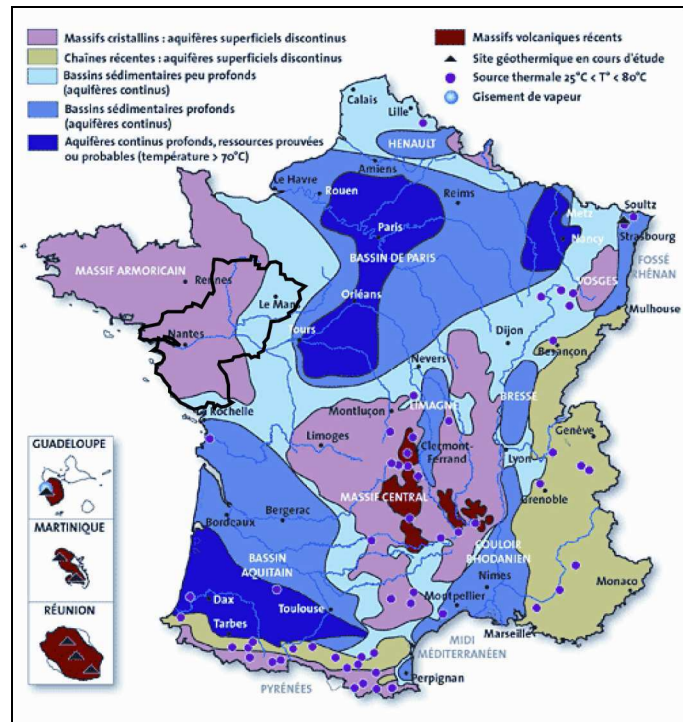 Massifs cristallins : aquifères superficiels discontinus
Chaînes récentes : aquifères superficiels discontinus
Bassins sédimentaires peu profonds
(aquifères continus)
Bassins sédimentaires profonds
(aquifères continus)
Aquifères continus profonds, ressources prouvées
ou probables (température > 70°C)
Massifs volcaniques récents
Site géothermique en cours d'étude
Source thermale 25°C < T° < 80°C
Gisement de vapeur
Calais
Lille
HENAULT
Amiens
Le Havre
Rouen
Reims
Metz
Soultz
Paris
Nancy
Strasbourg
MASSIF ARMORICAIN
BASSIN DE PARIS
FOSSÉ
RHÉNAN
VOSGES
Rennes
Le Mans
Orléans
Mulhouse
Nantes
Tours
Dijon
Besançon
Nevers
La Rochelle
Montluçon
LIMAGNE
BRESSE
Genève
Limoges
Clermont-
Ferrand
Lyon
GUADELOUPE
MASSIF CENTRAL
Grenoble
Bordeaux
Bergerac
COULOIR
RHODANIEN
MARTINIQUE
BASSIN
AQUITAIN
Nimes
Monaco
Dax
Toulouse
Montpellier
RÉUNION
Tarbes
Marseille
MIDI
MÉDITERRANÉEN
PYRÉNÉES
Perpignan